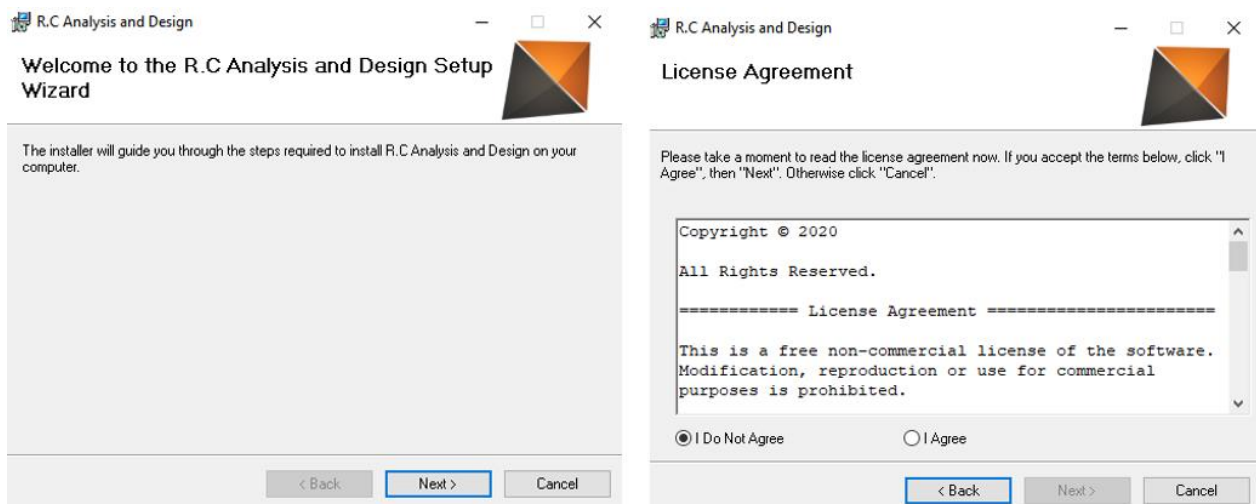 R.C Analysis and Design
Welcome to the R.C Analysis and Design Setup
Wizard
The installer will guide you through the steps required to install R.C Analysis and Design on your
computer.
< Back
Next >
Cancel
R.C Analysis and Design
License Agreement
Please take a moment to read the license agreement now. If you accept the terms below, click "I
Agree", then "Next". Otherwise click "Cancel".
Copyright © 2020
All Rights Reserved.
============ License Agreement =======================
This is a free non-commercial license of the software.
Modification, reproduction or use for commercial
purposes is prohibited.
I Do Not Agree
I Agree
< Back
Next >
Cancel